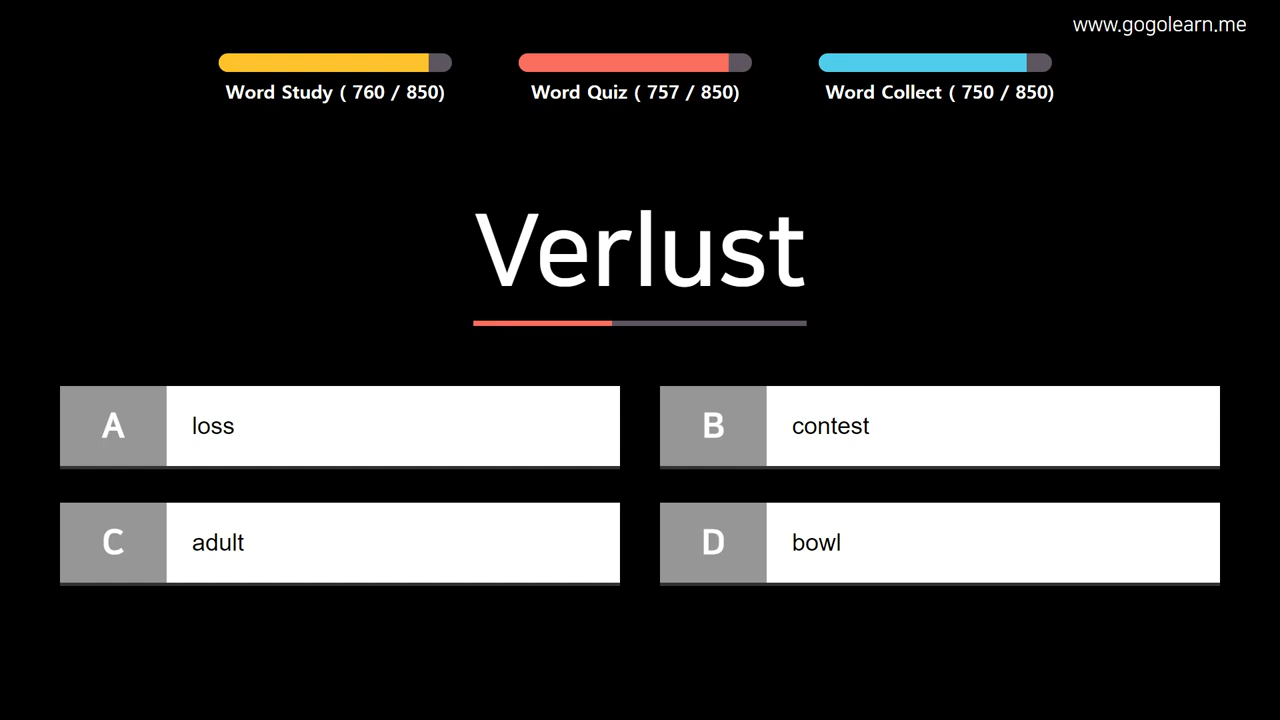 www.gogolearn.me
Word Study ( 760 / 850)
Word Quiz ( 757 / 850)
Word Collect ( 750 / 850)
Verlust
A loss
B contest
C adult
D bowl